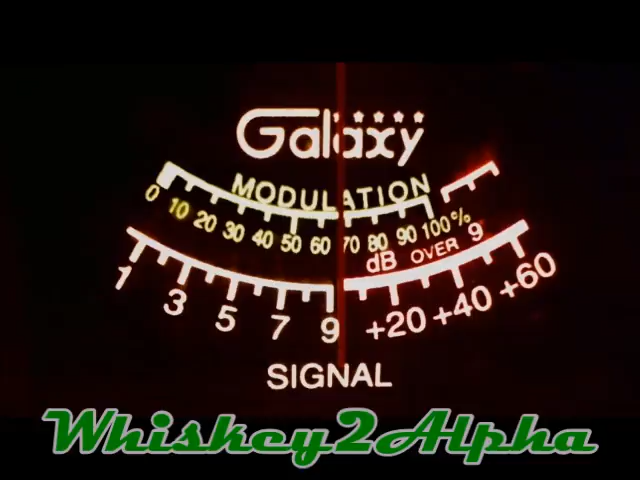 Galaxy
MODULATION
0 10 20 30 40 50 60 70 80 90 100%
dB OVER 9
1 3 5 7 9 +20 +40 +60
SIGNAL
Whiskey2Alpha